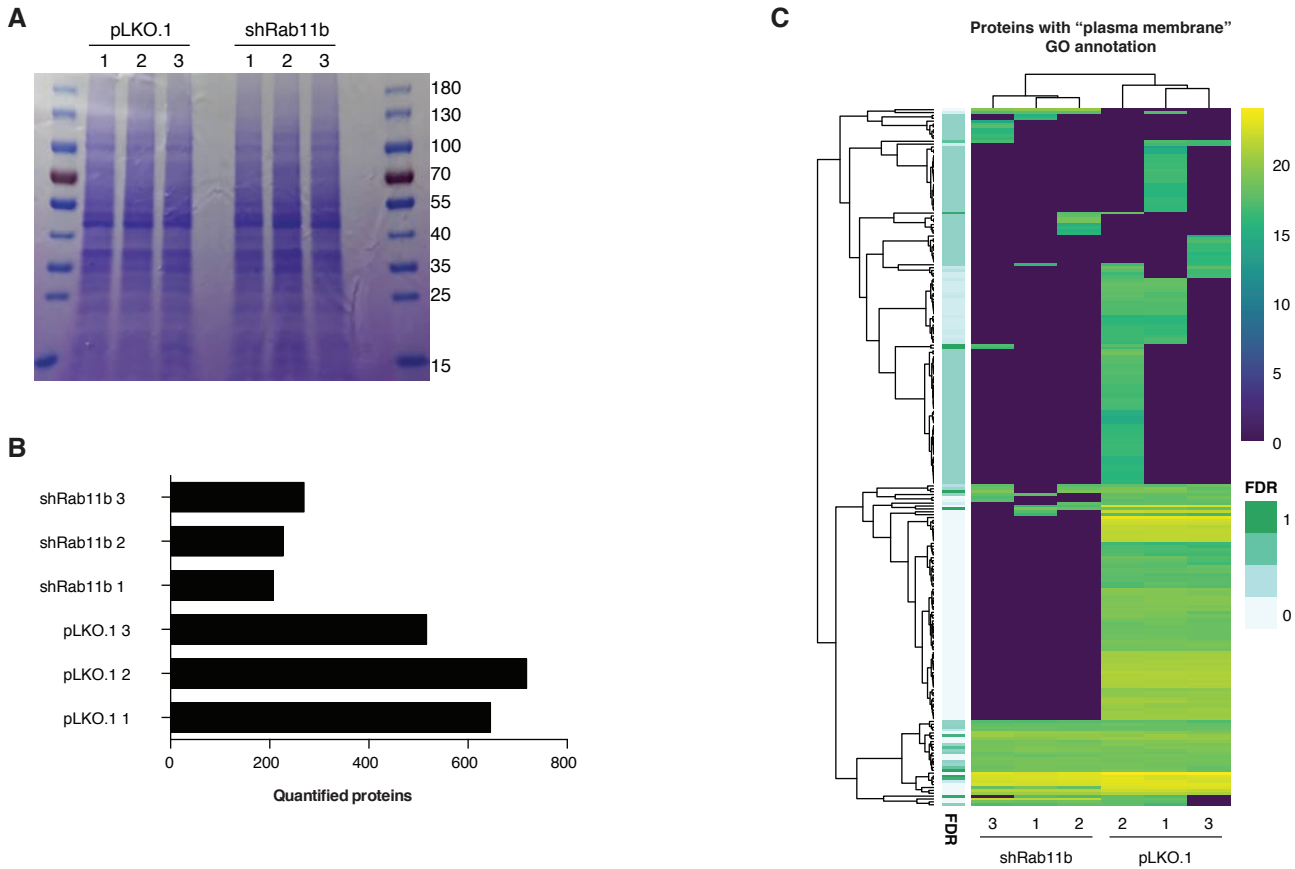 A
pLKO.1 shRab11b
1 2 3 1 2 3
180
130
100
70
55
40
35
25
15
B
shRab11b 3
shRab11b 2
shRab11b 1
pLKO.1 3
pLKO.1 2
pLKO.1 1
0 200 400 600 800
Quantified proteins
C
Proteins with “plasma membrane”
GO annotation
20
15
10
5
0
FDR
1
0
FDR
3 1 2 2 1 3
shRab11b pLKO.1